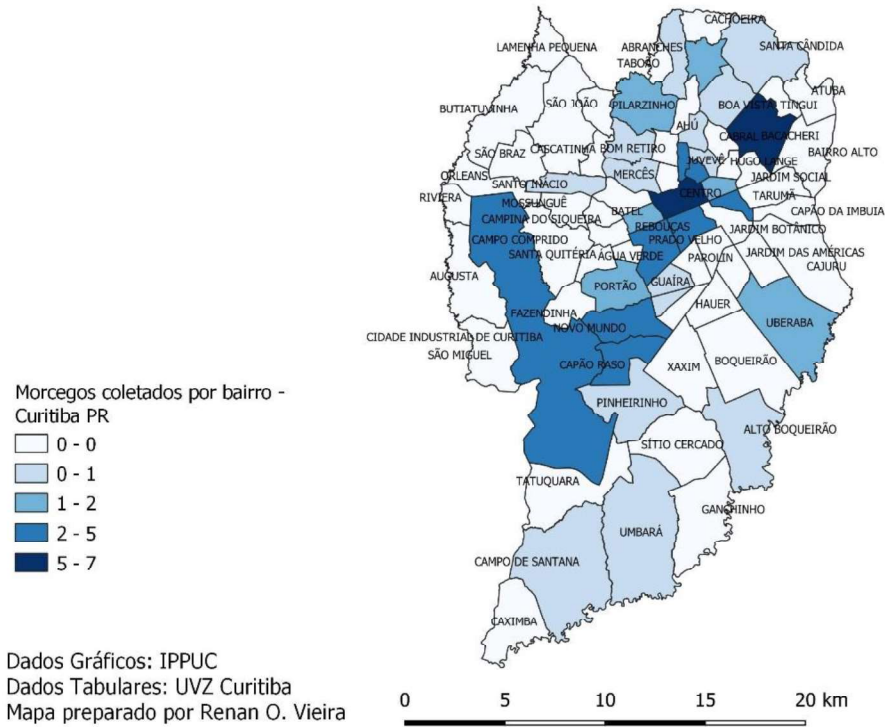 CACHOEIRA
LAMENHA PEQUENA
ABRANCHES
SANTA CÂNDIDA
TABOÃO
ATUBA
BUTIATUVINHA
SÃO JOÃO
PILARZINHO
BOA VISTA
TINGUI
AHÚ
CABRAL
BACACHERI
SÃO BRAZ
CASCATINHA
BOM RETIRO
BAIRRO ALTO
JUVEVÊ
HUGO LANGE
ORLEANS
SANTO INÁCIO
MERCÊS
JARDIM SOCIAL
RIVIERA
MOSSUNGUÊ
CENTRO
TARUMÃ
CAMPINA DO SIQUEIRA
BATEL
CAPÃO DA IMBUIA
REBOUÇAS
JARDIM BOTÂNICO
CAMPO COMPRIDO
PRADO VELHO
SANTA QUITÉRIA
ÁGUA VERDE
PAROLIN
JARDIM DAS AMÉRICAS
CAJURU
AUGUSTA
PORTÃO
GUAÍRA
HAUER
FAZENDINHA
UBERABA
NOVO MUNDO
CIDADE INDUSTRIAL DE CURITIBA
SÃO MIGUEL
CAPÃO RASO
XAXIM
BOQUEIRÃO
PINHEIRINHO
ALTO BOQUEIRÃO
SÍTIO CERCADO
TATUQUARA
GANCHINHO
UMBARÁ
CAMPO DE SANTANA
CAXIMBA
Morcegos coletados por bairro -
Curitiba PR
0 - 0
0 - 1
1 - 2
2 - 5
5 - 7
Dados Gráficos: IPPUC
Dados Tabulares: UVZ Curitiba
Mapa preparado por Renan O. Vieira
0 5 10 15 20 km